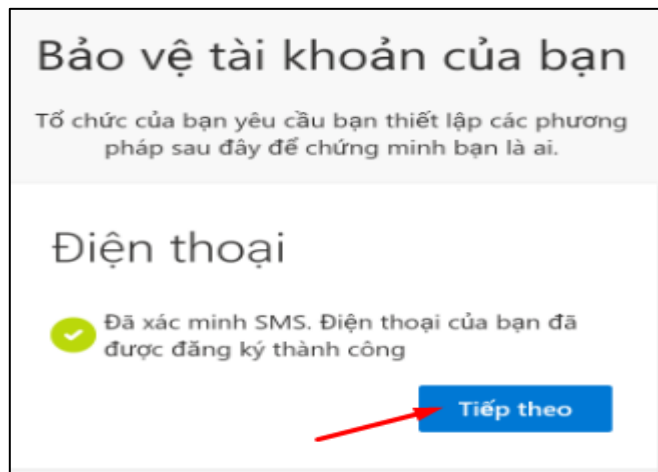 Bảo vệ tài khoản của bạn
Tổ chức của bạn yêu cầu bạn thiết lập các phương
pháp sau đây để chứng minh bạn là ai.
Điện thoại
Đã xác minh SMS. Điện thoại của bạn đã
được đăng ký thành công
Tiếp theo